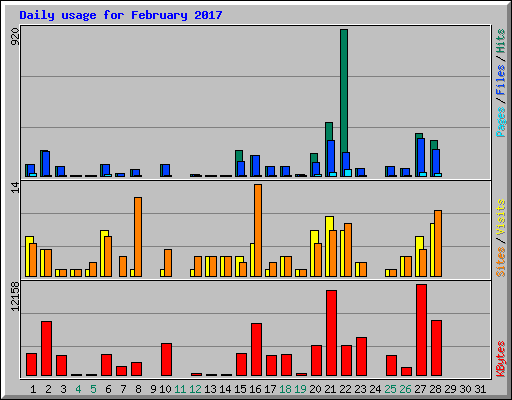 Daily usage for February 2017
920
Pages / Files / Hits
14
Sites / Visits
12158
KBytes
1 2 3 4 5 6 7 8 9 10 11 12 13 14 15 16 17 18 19 20 21 22 23 24 25 26 27 28 29 30 31